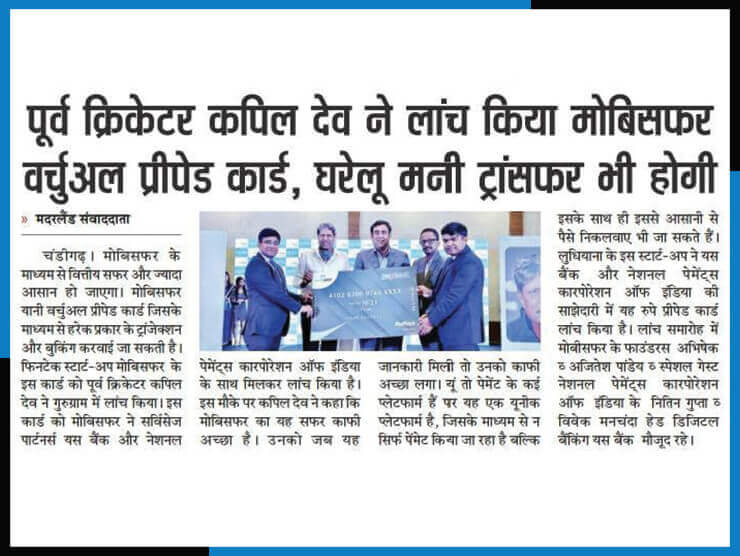 पूर्व क्रिकेटर कपिल देव ने लांच किया मोबिसफर
वर्चुअल प्रीपेड कार्ड, घरेलू मनी ट्रांसफर भी होगी
» मदरलैंड संवाददाता
चंडीगढ़। मोबिसफर के
माध्यम से वित्तीय सफर और ज्यादा
आसान हो जाएगा। मोबिसफर
यानी वर्चुअल प्रीपेड कार्ड जिसके
माध्यम से हरेक प्रकार के ट्रांजेक्शन
और बुकिंग करवाई जा सकती है।
फिनटेक स्टार्ट-अप मोबिसफर के
इस कार्ड को पूर्व क्रिकेटर कपिल
देव ने गुरुग्राम में लांच किया। इस
कार्ड को मोबिसफर ने सर्विसेज
पार्टनर्स यस बैंक और नेशनल
पेमेंट्स कारपोरेशन ऑफ इंडिया
के साथ मिलकर लांच किया है।
इस मौके पर कपिल देव ने कहा कि
मोबिसफर का यह सफर काफी
अच्छा है। उनको जब यह
जानकारी मिली तो उनको काफी
अच्छा लगा। यूं तो पेमेंट के कई
प्लेटफार्म हैं पर यह एक यूनीक
प्लेटफार्म है, जिसके माध्यम से न
सिर्फ पेंमेट किया जा रहा है बल्कि
इसके साथ ही इससे आसानी से
पैसे निकलवाए भी जा सकते हैं।
लुधियाना के इस स्टार्ट-अप ने यस
बैंक और नेशनल पेमेंट्स
कारपोरेशन ऑफ इंडिया की
साझेदारी में यह रुपे प्रीपेड कार्ड
लांच किया है। लांच समारोह में
मोबीसफर के फाउंडरस अभिषेक
व अजितेश पांडेय व स्पेशल गेस्ट
नेशनल पेमेंट्स कारपोरेशन
ऑफ इंडिया के नितिन गुप्ता व
विवेक मनचंदा हेड डिजिटल
बैंकिंग यस बैंक मौजूद रहे।